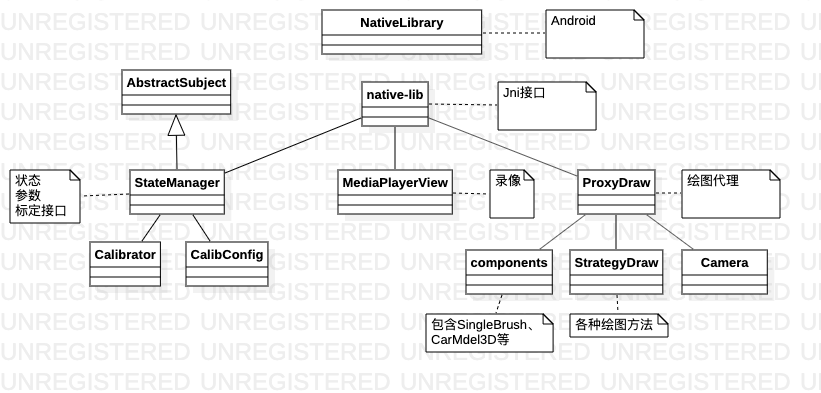 NativeLibrary
Android
AbstractSubject
native-lib
Jni接口
状态
参数
标定接口
StateManager
MediaPlayerView
录像
ProxyDraw
绘图代理
Calibrator
CalibConfig
components
StrategyDraw
Camera
包含SingleBrush、
CarMdel3D等
各种绘图方法
UNREGISTERED